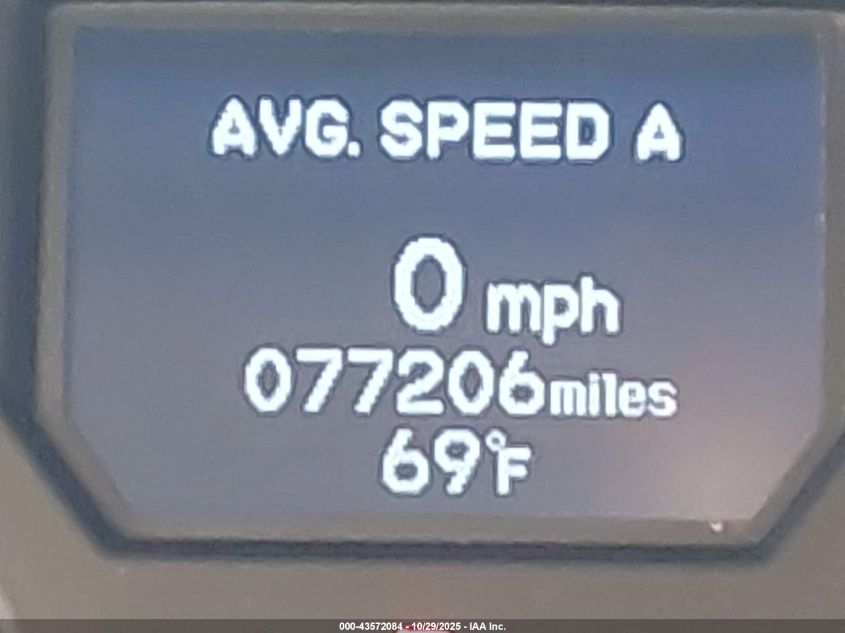 AVG. SPEED A
0 mph
077206miles
69°F
000-43572084 - 10/29/2025 - IAA Inc.